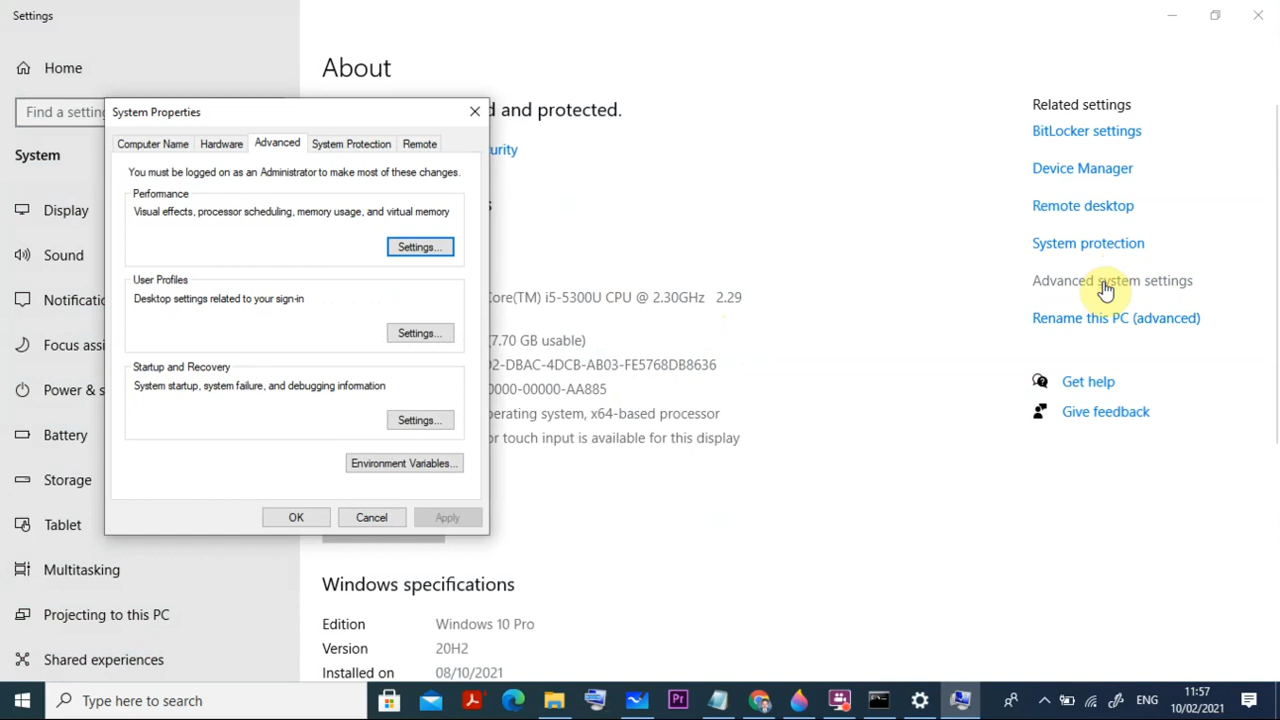 Settings
Home
Find a setting
System
Display
Sound
Notificatio
Focus assi
Power & s
Battery
Storage
Tablet
Multitasking
Projecting to this PC
Shared experiences
System Properties
Computer Name
Hardware
Advanced
System Protection
Remote
You must be logged on as an Administrator to make most of these changes.
Performance
Visual effects, processor scheduling, memory usage, and virtual memory
Settings...
User Profiles
Desktop settings related to your sign-in
Settings...
Startup and Recovery
System startup, system failure, and debugging information
Settings...
Environment Variables...
OK
Cancel
Apply
About
d and protected.
urity
s
Core(TM) i5-5300U CPU @ 2.30GHz 2.29
(7.70 GB usable)
D2-DBAC-4DCB-AB03-FE5768DB8636
0000-00000-AA885
perating system, x64-based processor
or touch input is available for this display
Windows specifications
Edition Windows 10 Pro
Version 20H2
Installed on 08/10/2021
Related settings
BitLocker settings
Device Manager
Remote desktop
System protection
Advanced system settings
Rename this PC (advanced)
Get help
Give feedback
Type here to search
Pr
ENG
11:57
10/02/2021